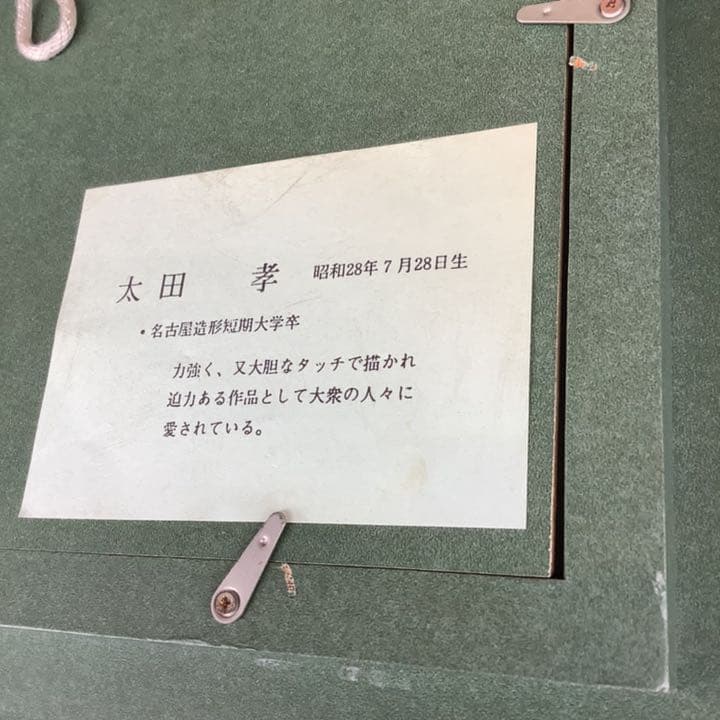 太田 孝 昭和28年7月28日生
・名古屋造形短期大学卒
力強く、又大胆なタッチで描かれ
迫力ある作品として大衆の人々に
愛されている。